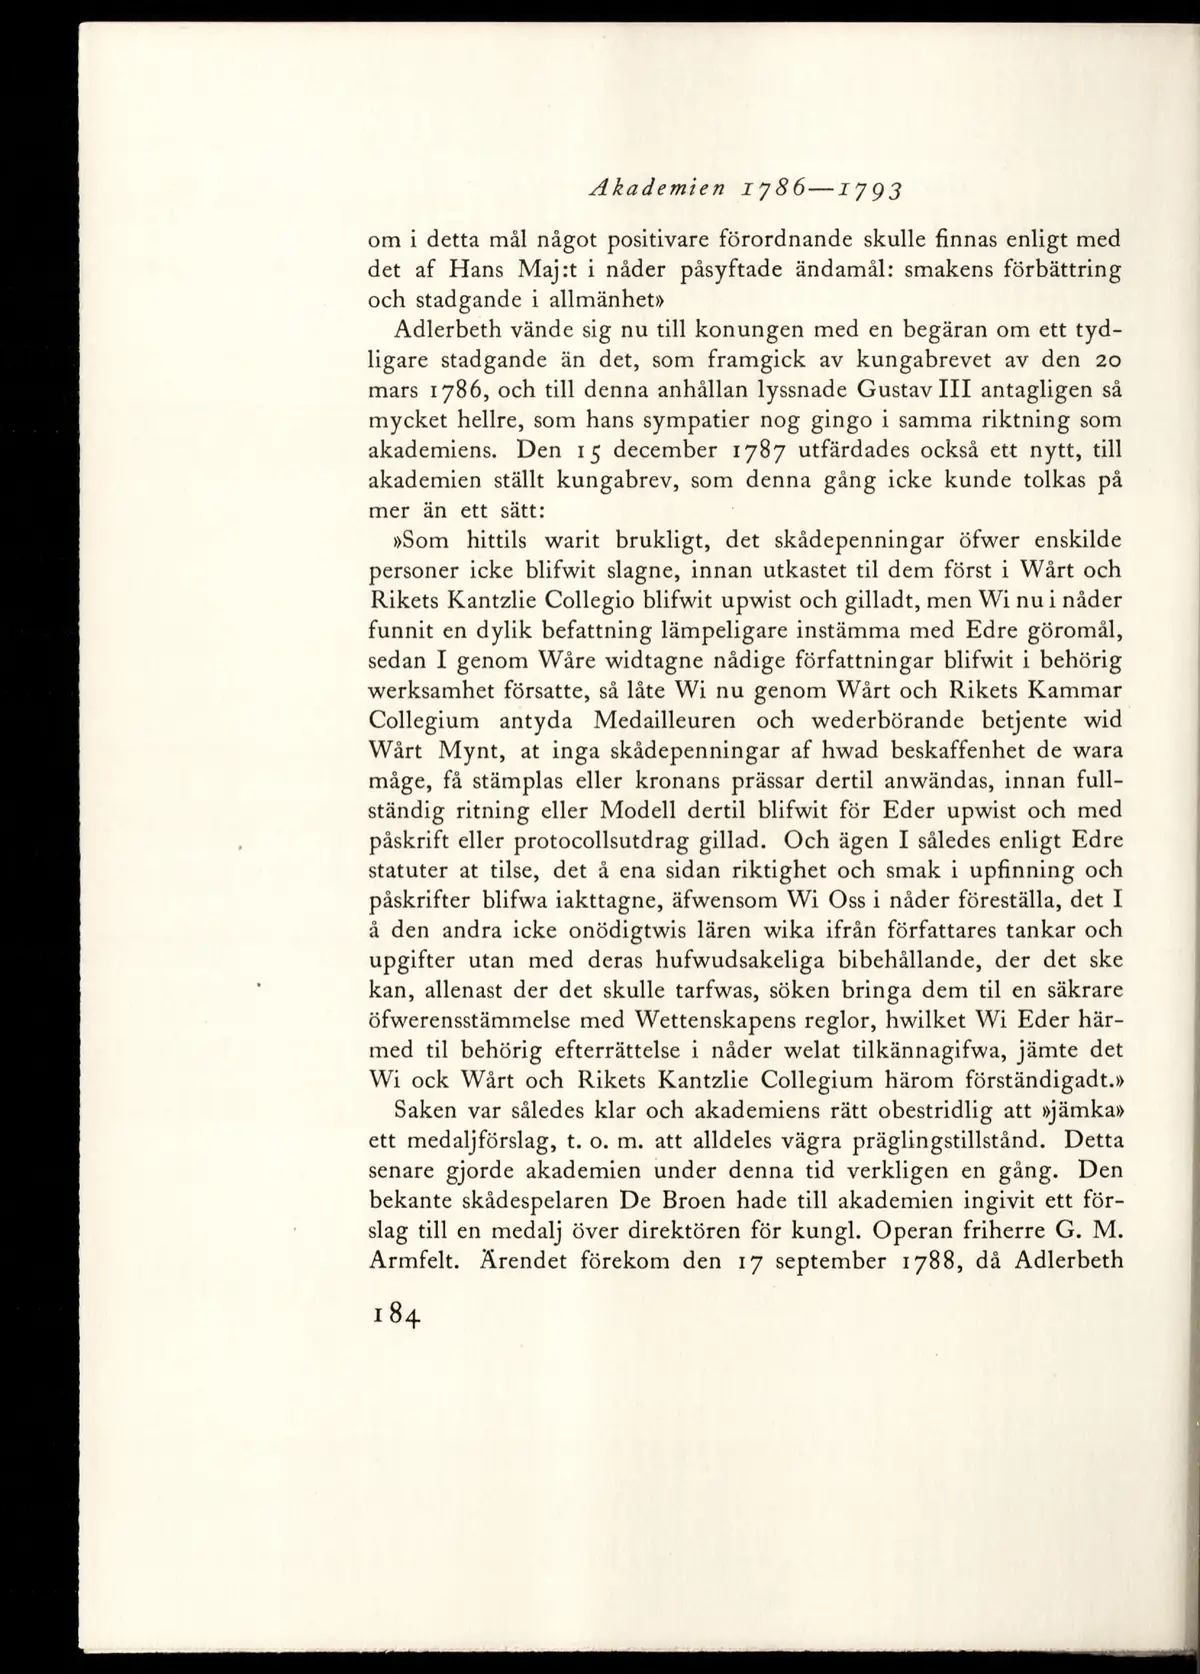 Akademien 1786—1793
om i detta mål något positivare förordnande skulle finnas enligt med
det af Hans Maj:t i nåder påsyftade ändamål: smakens förbättring
och stadgande i allmänhet»
Adlerbeth vände sig nu till konungen med en begäran om ett tyd-
ligare stadgande än det, som framgick av kungabrevet av den 20
mars 1786, och till denna anhållan lyssnade Gustav III antagligen så
mycket hellre, som hans sympatier nog gingo i samma riktning som
akademiens. Den 15 december 1787 utfärdades också ett nytt, till
akademien ställt kungabrev, som denna gång icke kunde tolkas på
mer än ett sätt:
»Som hittils warit brukligt, det skådepenningar öfwer enskilde
personer icke blifwit slagne, innan utkastet til dem först i Wårt och
Rikets Kantzlie Collegio blifwit upwist och gilladt, men Wi nu i nåder
funnit en dylik befattning lämpeligare instämma med Edre göromål,
sedan I genom Wåre widtagne nådige författningar blifwit i behörig
werksamhet försatte, så låte Wi nu genom Wårt och Rikets Kammar
Collegium antyda Medailleuren och wederbörande betjente wid
Wårt Mynt, at inga skådepenningar af hwad beskaffenhet de wara
måge, få stämplas eller kronans prässar dertil anwändas, innan full-
ständig ritning eller Modell dertil blifwit för Eder upwist och med
påskrift eller protocollsutdrag gillad. Och ägen I således enligt Edre
statuter at tilse, det å ena sidan riktighet och smak i upfinning och
påskrifter blifwa iakttagne, äfwensom Wi Oss i nåder föreställa, det I
å den andra icke onödigtwis lären wika ifrån författares tankar och
upgifter utan med deras hufwudsakeliga bibehållande, der det ske
kan, allenast der det skulle tarfwas, söken bringa dem til en säkrare
öfwerensstämmelse med Wettenskapens reglor, hwilket Wi Eder här-
med til behörig efterrättelse i nåder welat tilkännagifwa, jämte det
Wi ock Wårt och Rikets Kantzlie Collegium härom förständigadt.»
Saken var således klar och akademiens rätt obestridlig att »jämka»
ett medaljförslag, t. o. m. att alldeles vägra präglingstillstånd. Detta
senare gjorde akademien under denna tid verkligen en gång. Den
bekante skådespelaren De Broen hade till akademien ingivit ett för-
slag till en medalj över direktören för kungl. Operan friherre G. M.
Armfelt. Ärendet förekom den 17 september 1788, då Adlerbeth
184